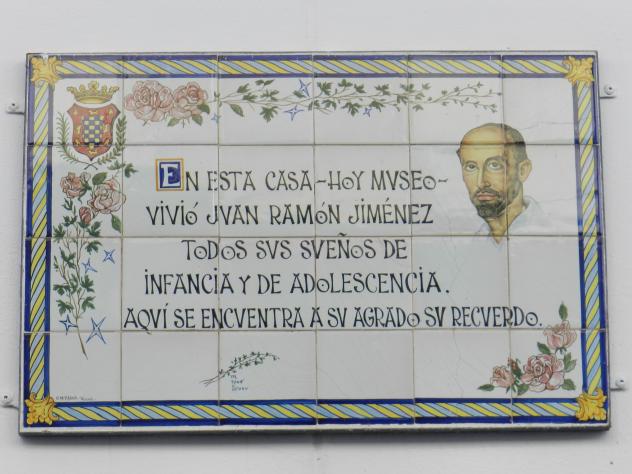 EN ESTA CASA-HOY MVSEO-
VIVIÓ JVAN RAMÓN JIMÉNEZ
TODOS SVS SVEÑOS DE
INFANCIA Y DE ADOLESCENCIA.
AQVÍ SE ENCVENTRA A SV AGRADO SV RECVERDO.